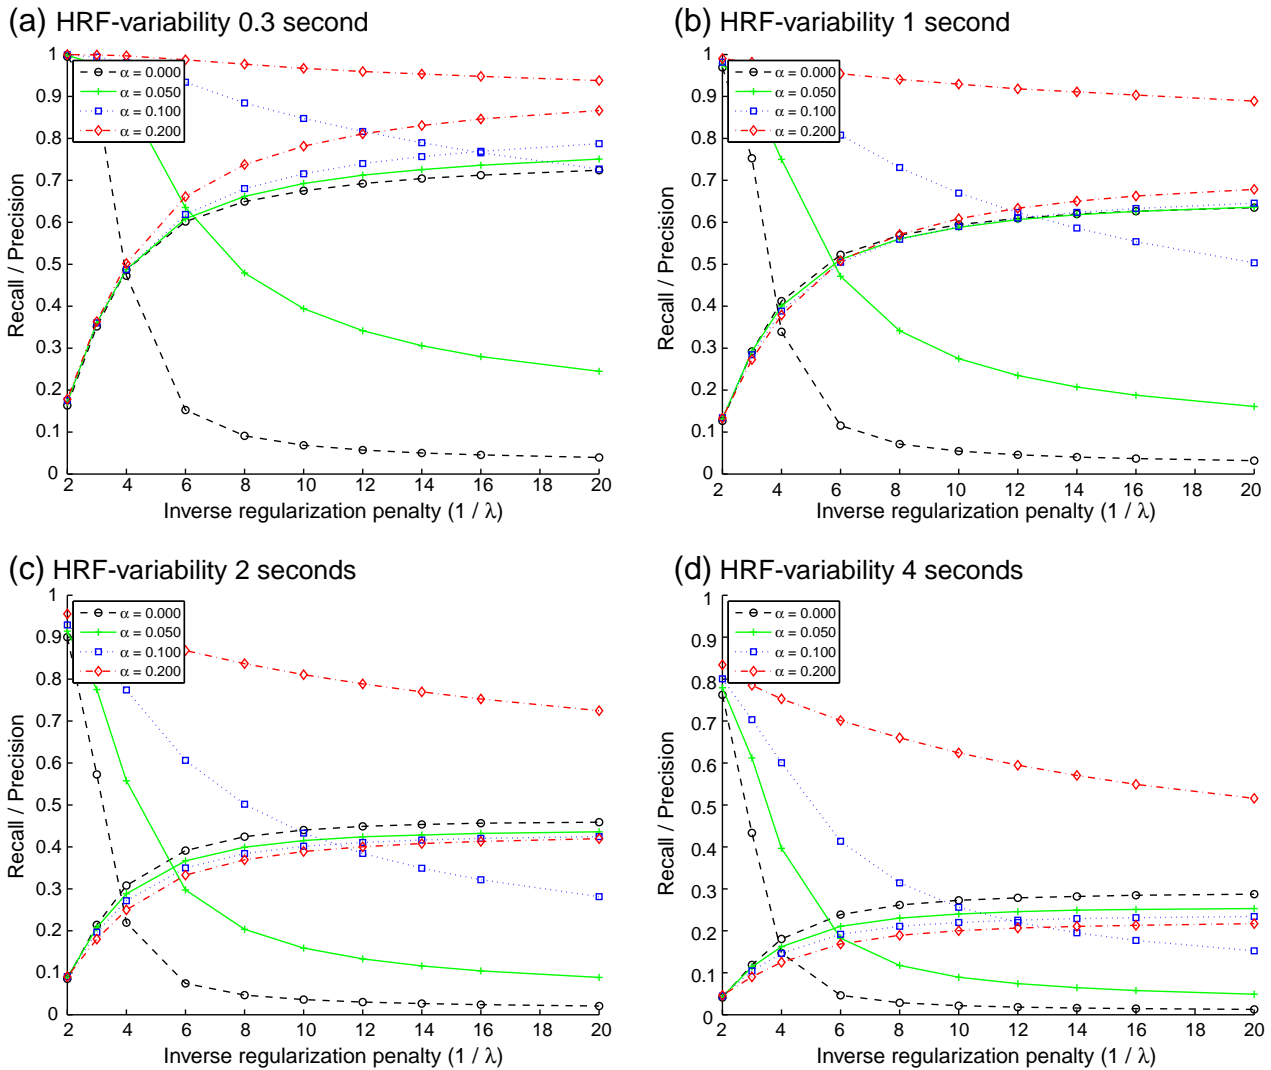 (a) HRF-variability 0.3 second
1
0.9
0.8
0.7
0.6
0.5
0.4
0.3
0.2
0.1
0
Recall / Precision
α = 0.000
α = 0.050
α = 0.100
α = 0.200
2 4 6 8 10 12 14 16 18 20
Inverse regularization penalty (1 / λ)
(b) HRF-variability 1 second
1
0.9
0.8
0.7
0.6
0.5
0.4
0.3
0.2
0.1
0
Recall / Precision
α = 0.000
α = 0.050
α = 0.100
α = 0.200
2 4 6 8 10 12 14 16 18 20
Inverse regularization penalty (1 / λ)
(c) HRF-variability 2 seconds
1
0.9
0.8
0.7
0.6
0.5
0.4
0.3
0.2
0.1
0
Recall / Precision
α = 0.000
α = 0.050
α = 0.100
α = 0.200
2 4 6 8 10 12 14 16 18 20
Inverse regularization penalty (1 / λ)
(d) HRF-variability 4 seconds
1
0.9
0.8
0.7
0.6
0.5
0.4
0.3
0.2
0.1
0
Recall / Precision
α = 0.000
α = 0.050
α = 0.100
α = 0.200
2 4 6 8 10 12 14 16 18 20
Inverse regularization penalty (1 / λ)